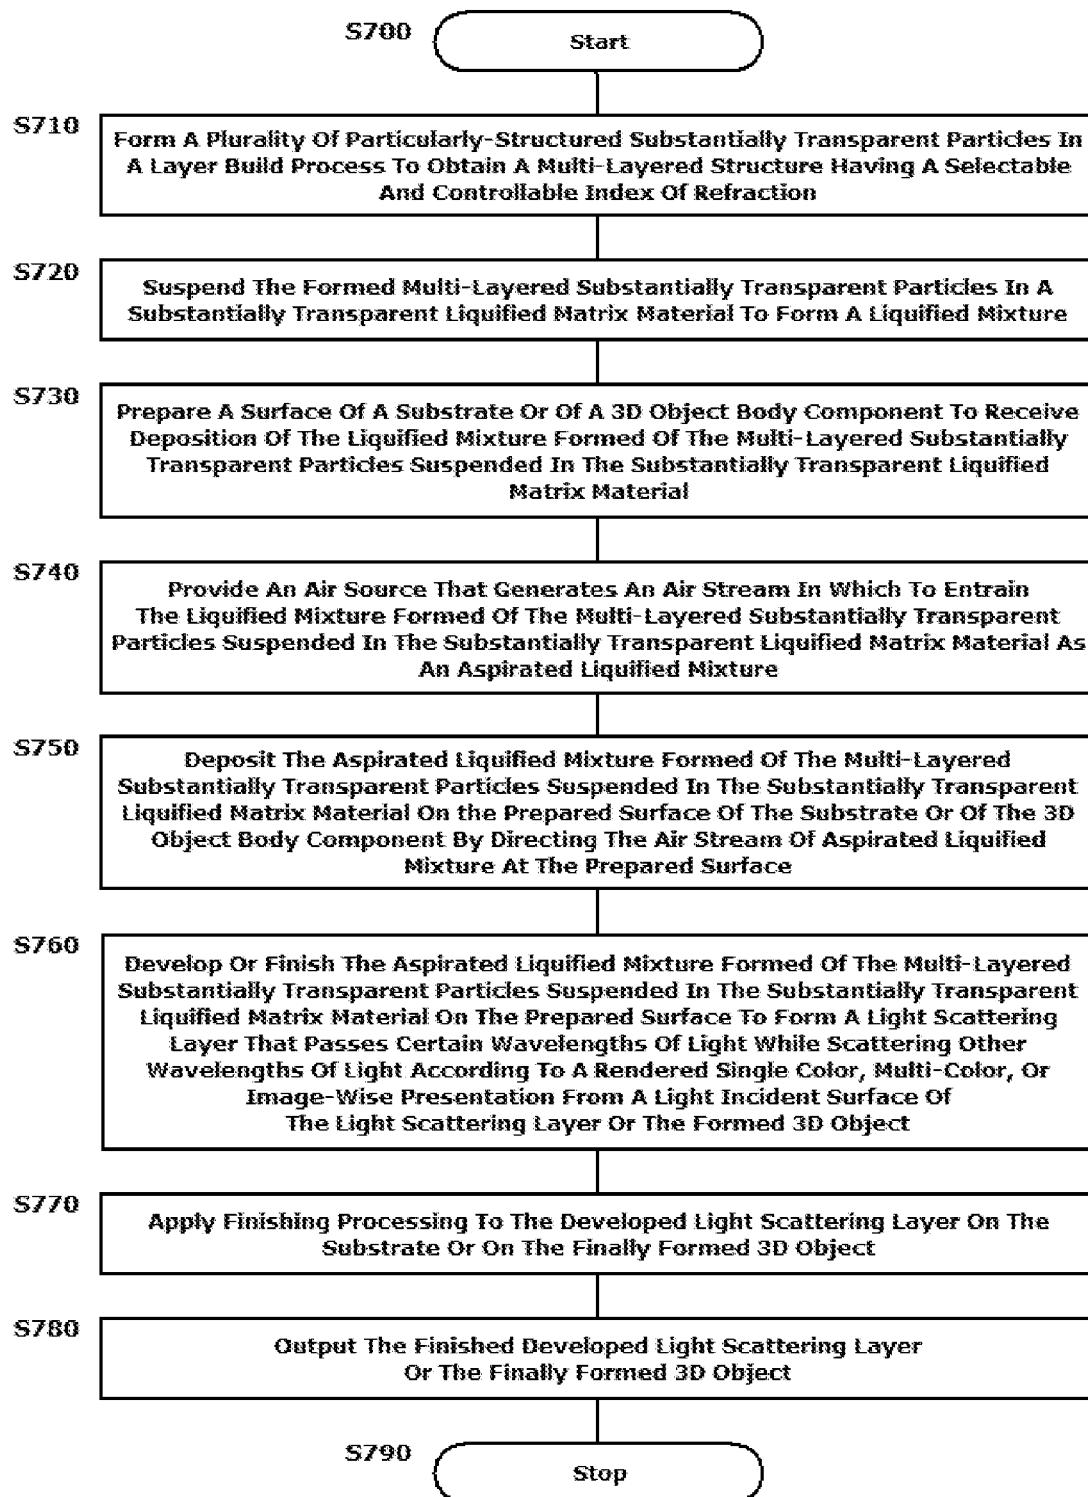 S700
Start
S710
Form A Plurality Of Particularly-Structured Substantially Transparent Particles In
A Layer Build Process To Obtain A Multi-Layered Structure Having A Selectable
And Controllable Index Of Refraction
S720
Suspend The Formed Multi-Layered Substantially Transparent Particles In A
Substantially Transparent Liquified Matrix Material To Form A Liquified Mixture
S730
Prepare A Surface Of A Substrate Or Of A 3D Object Body Component To Receive
Deposition Of The Liquified Mixture Formed Of The Multi-Layered Substantially
Transparent Particles Suspended In The Substantially Transparent Liquified
Matrix Material
S740
Provide An Air Source That Generates An Air Stream In Which To Entrain
The Liquified Mixture Formed Of The Multi-Layered Substantially Transparent
Particles Suspended In The Substantially Transparent Liquified Matrix Material As
An Aspirated Liquified Mixture
S750
Deposit The Aspirated Liquified Mixture Formed Of The Multi-Layered
Substantially Transparent Particles Suspended In The Substantially Transparent
Liquified Matrix Material On the Prepared Surface Of The Substrate Or Of The 3D
Object Body Component By Directing The Air Stream Of Aspirated Liquified
Mixture At The Prepared Surface
S760
Develop Or Finish The Aspirated Liquified Mixture Formed Of The Multi-Layered
Substantially Transparent Particles Suspended In The Substantially Transparent
Liquified Matrix Material On The Prepared Surface To Form A Light Scattering
Layer That Passes Certain Wavelengths Of Light While Scattering Other
Wavelengths Of Light According To A Rendered Single Color, Multi-Color, Or
Image-Wise Presentation From A Light Incident Surface Of
The Light Scattering Layer Or The Formed 3D Object
S770
Apply Finishing Processing To The Developed Light Scattering Layer On The
Substrate Or On The Finally Formed 3D Object
S780
Output The Finished Developed Light Scattering Layer
Or The Finally Formed 3D Object
S790
Stop